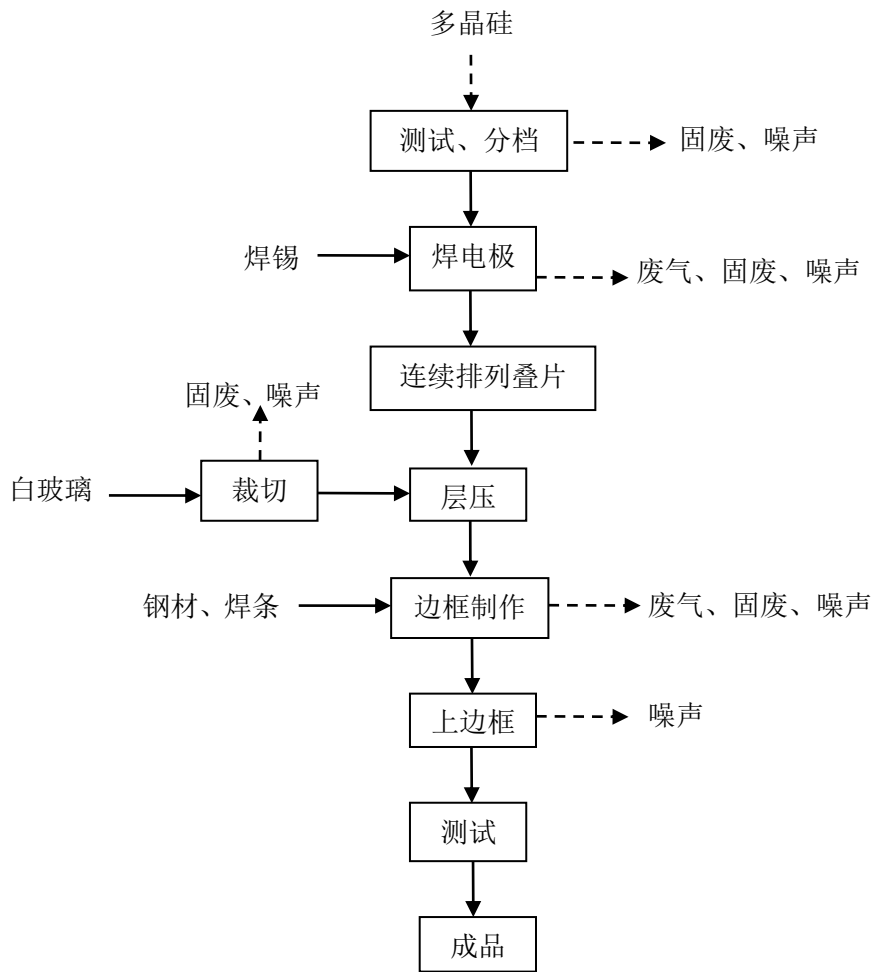 多晶硅
测试、分档
固废、噪声
焊锡
焊电极
废气、固废、噪声
连续排列叠片
固废、噪声
白玻璃
裁切
层压
钢材、焊条
边框制作
废气、固废、噪声
上边框
噪声
测试
成品